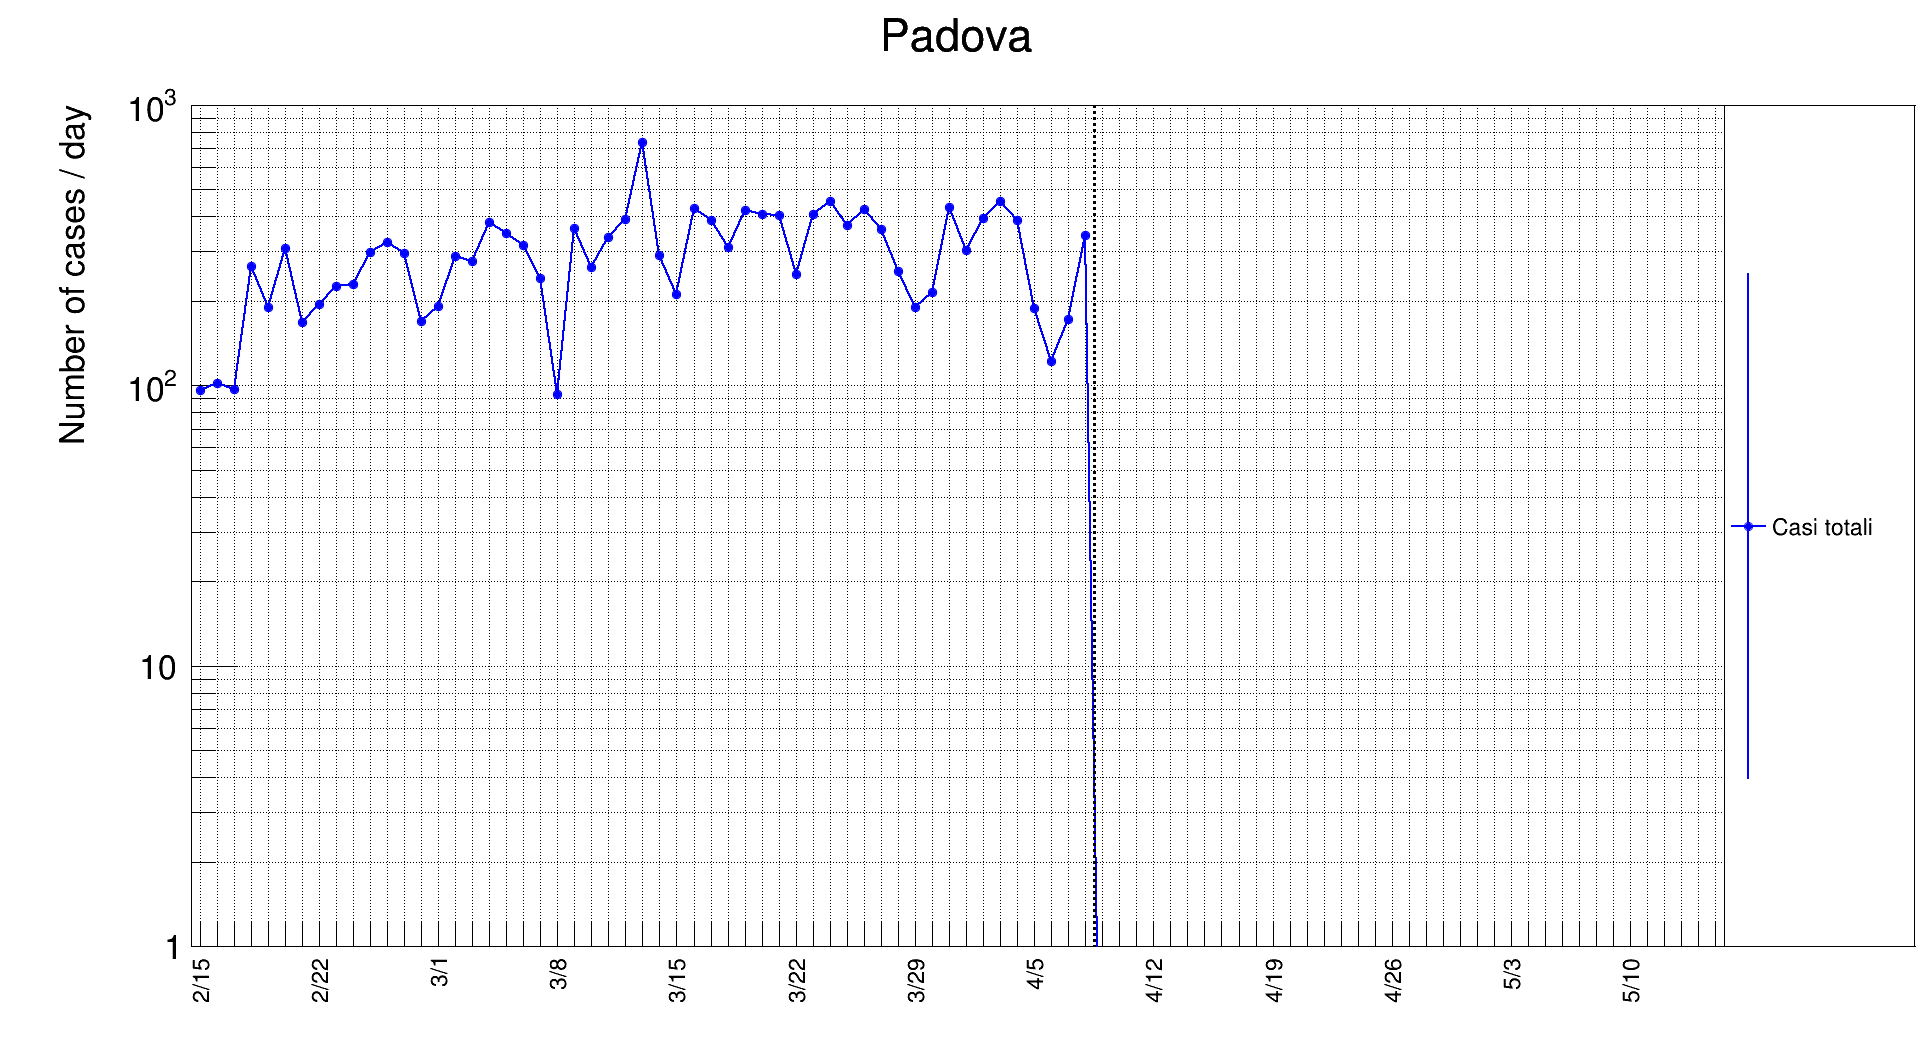 Padova
Number of cases / day
10³
10²
10
1
2/15 2/22 3/1 3/8 3/15 3/22 3/29 4/5 4/12 4/19 4/26 5/3 5/10
Casi totali